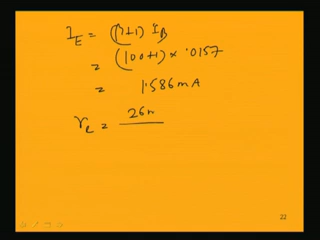 I_E = (β+1) I_B
= (100+1) × .0157
= 1.586 mA
r_e = 26m
22